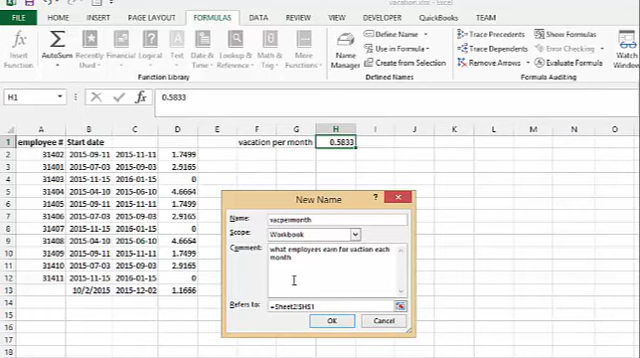 vacation.xlsx - Excel
FILE HOME INSERT PAGE LAYOUT FORMULAS DATA REVIEW VIEW DEVELOPER QuickBooks TEAM
Insert Function
AutoSum
Recently Used
Financial
Logical
Text
Date & Time
Lookup & Reference
Math & Trig
More Functions
Function Library
Name Manager
Define Name
Use in Formula
Create from Selection
Defined Names
Trace Precedents
Trace Dependents
Remove Arrows
Show Formulas
Error Checking
Evaluate Formula
Formula Auditing
Watch Window
H1 fx 0.5833
A B C D E F G H I J K L M N O
1 employee # Start date vacation per month 0.5833
2 31402 2015-09-11 2015-11-11 1.7499
3 31401 2015-07-03 2015-09-03 2.9165
4 31403 2015-11-15 2016-01-15 0
5 31404 2015-04-10 2015-06-10 4.6664
6 31405 2015-09-11 2015-11-11 1.7499
7 31406 2015-07-03 2015-09-03 2.9165
8 31407 2015-11-15 2016-01-15 0
9 31408 2015-04-10 2015-06-10 4.6664
10 31409 2015-09-11 2015-11-11 1.7499
11 31410 2015-07-03 2015-09-03 2.9165
12 31411 2015-11-15 2016-01-15 0
13 10/2/2015 2015-12-02 1.1666
14
15
16
17
18
New Name ?
Name: vacpermonth
Scope: Workbook
Comment: what employees earn for vaction each
month
Refers to: =Sheet2!$H$1
OK Cancel